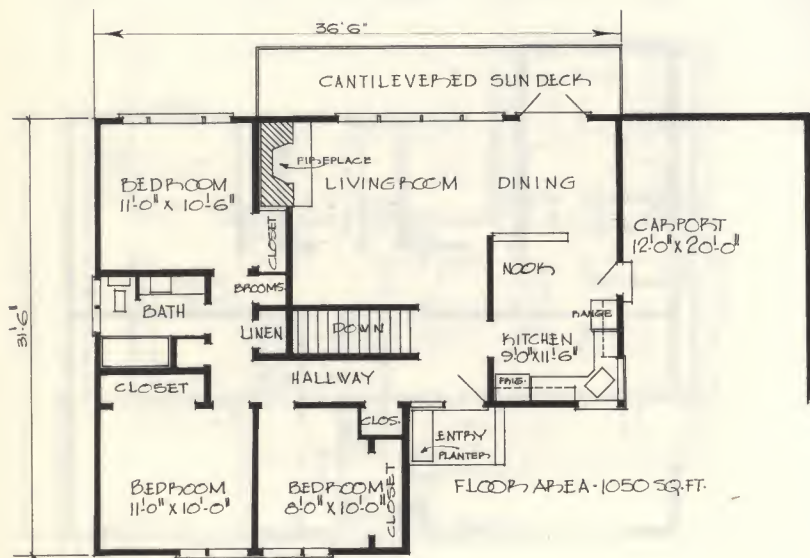 36'6"
CANTILEVERED SUN DECK
FIREPLACE
BEDROOM
11'-0" X 10'-6"
LIVINGROOM
DINING
CLOSET
CARPORT
12'-0" X 20'-0"
NOOK
BROOMS.
BATH
31'-6"
LINEN
DOWN
RANGE
KITCHEN
9'-0" X 11'-6"
HALLWAY
CLOSET
FRIG.
CLOS.
ENTRY
PLANTER
BEDROOM
11'-0" X 10'-0"
BEDROOM
8'-0" X 10'-0"
CLOSET
FLOOR AREA - 1050 SQ. FT.